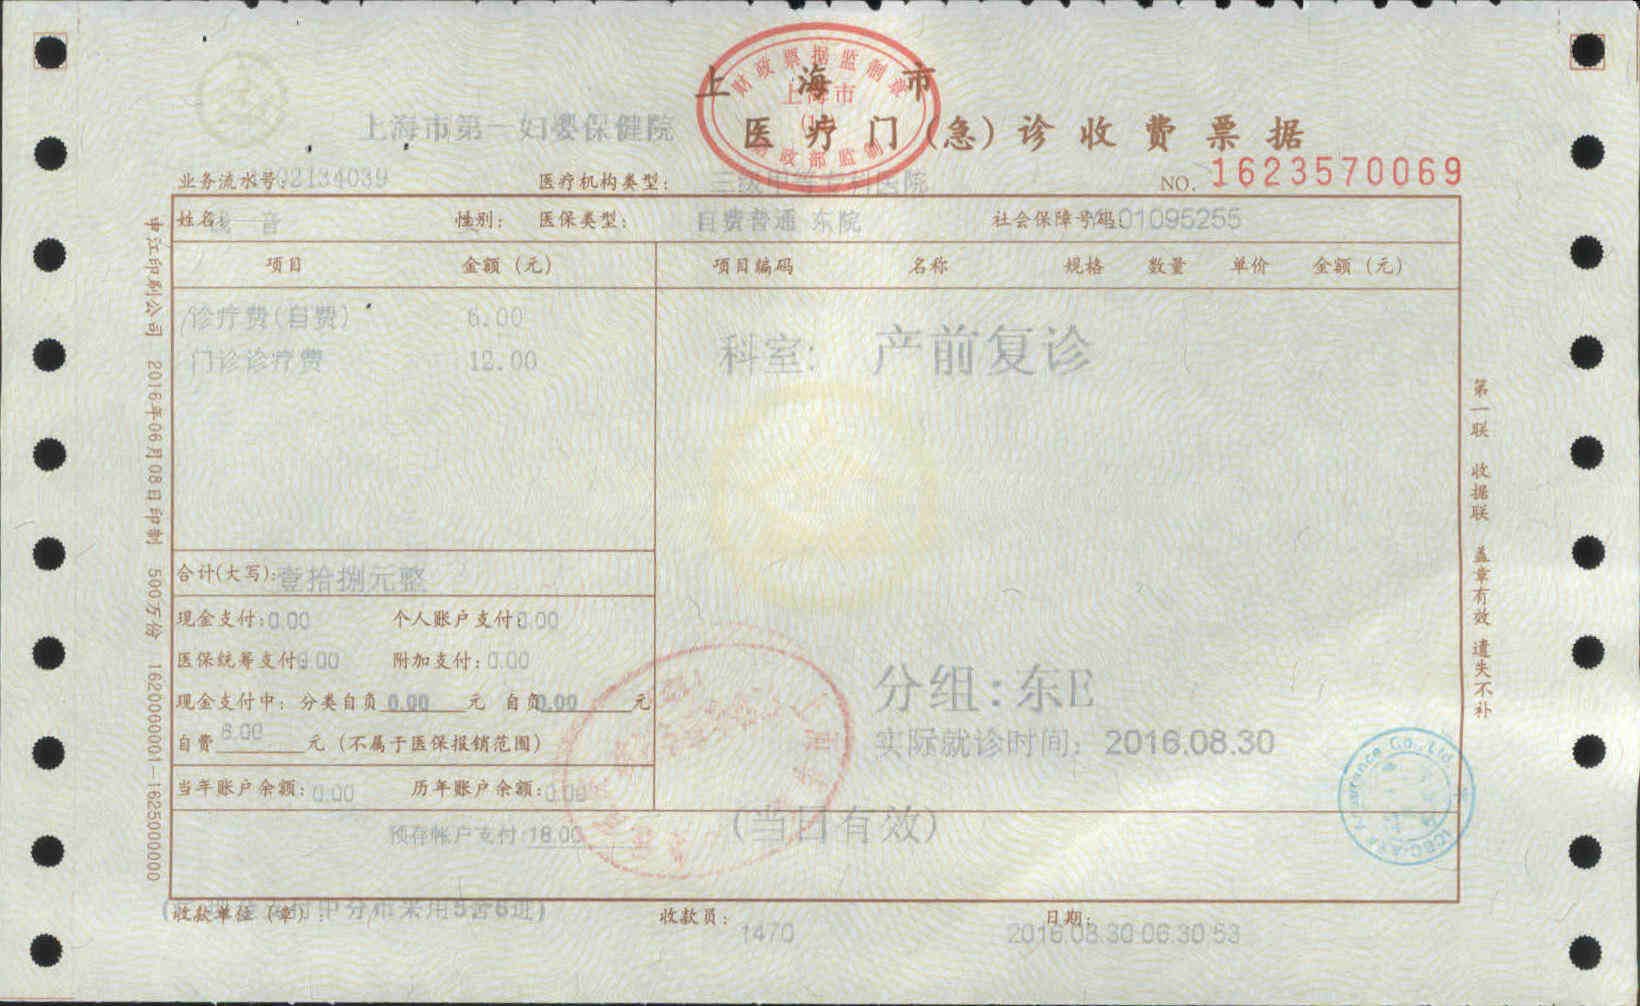 财政票据监制章
上海市
财政部监制
上海市
上海市第一妇婴保健院 医疗门(急)诊收费票据
业务流水号: 02134039 医疗机构类型: 三级甲等专科医院 NO. 1623570069
姓名: 音 性别: 医保类型: 自费普通 东院 社会保障号码: 01095255
项目 金额(元) 项目编码 名称 规格 数量 单价 金额(元)
诊疗费(自费) 6.00
门诊诊疗费 12.00
科室: 产前复诊
合计(大写): 壹拾捌元整
现金支付: 0.00 个人账户支付: 0.00
医保统筹支付: 0.00 附加支付: 0.00
现金支付中: 分类自负 0.00 元 自负 0.00 元
自费 6.00 元 (不属于医保报销范围)
当年账户余额: 0.00 历年账户余额: 0.00
分组: 东E
实际就诊时间: 2016.08.30
预存帐户支付: 18.00
(当日有效)
收款单位(章): 中分币采用5舍6进)
收款员: 1470
日期: 2016.08.30 06:30:53
申江印刷公司 2016年06月08日印制 500万份 1620000001-1625000000
第一联 收据联 盖章有效 遗失不补
Insurance Co., Ltd. ICBC-AXA